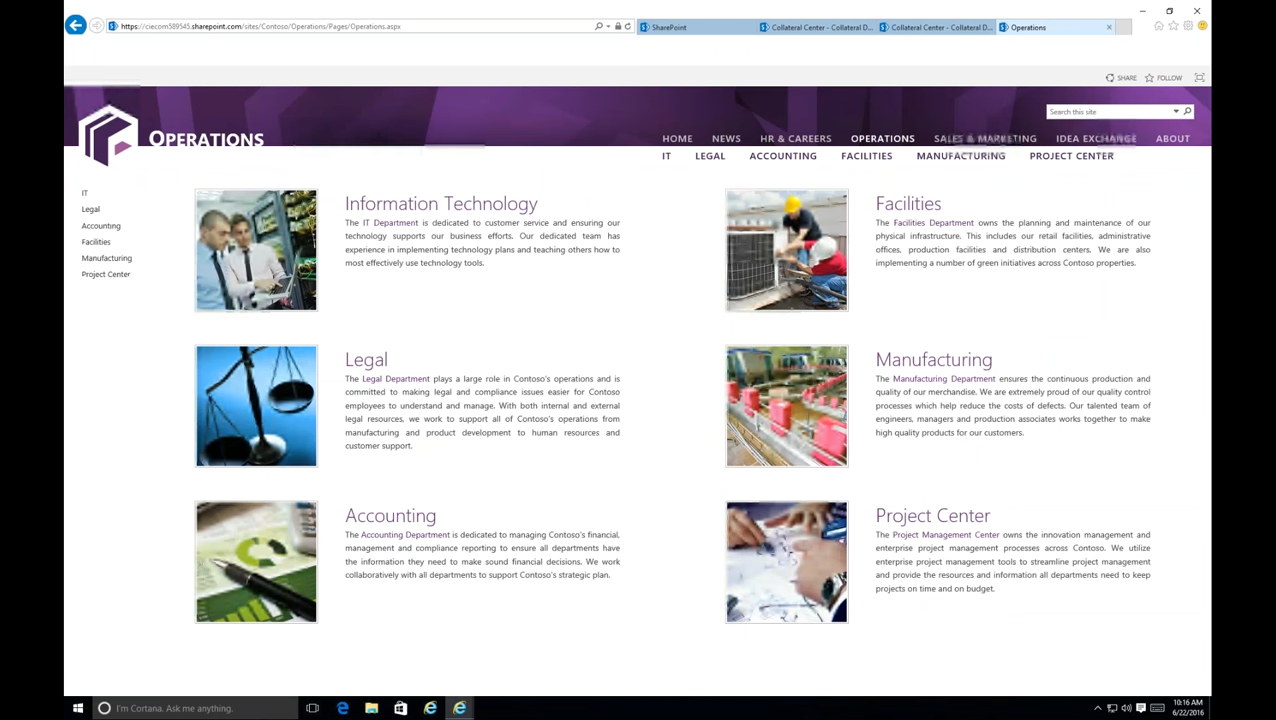 https://ciecom589545.sharepoint.com/sites/Contoso/Operations/Pages/Operations.aspx
SharePoint
Collateral Center - Collateral D...
Collateral Center - Collateral D...
Operations
SHARE
FOLLOW
Search this site
OPERATIONS
HOME NEWS HR & CAREERS OPERATIONS SALES & MARKETING IDEA EXCHANGE ABOUT
IT LEGAL ACCOUNTING FACILITIES MANUFACTURING PROJECT CENTER
IT
Legal
Accounting
Facilities
Manufacturing
Project Center
Information Technology
The IT Department is dedicated to customer service and ensuring our
technology supports our business efforts. Our dedicated team has
experience in implementing technology plans and teaching others how to
most effectively use technology tools.
Facilities
The Facilities Department owns the planning and maintenance of our
physical infrastructure. This includes our retail facilities, administrative
offices, production facilities and distribution centers. We are also
implementing a number of green initiatives across Contoso properties.
Legal
The Legal Department plays a large role in Contoso's operations and is
committed to making legal and compliance issues easier for Contoso
employees to understand and manage. With both internal and external
legal resources, we work to support all of Contoso's operations from
manufacturing and product development to human resources and
customer support.
Manufacturing
The Manufacturing Department ensures the continuous production and
quality of our merchandise. We are extremely proud of our quality control
processes which help reduce the costs of defects. Our talented team of
engineers, managers and production associates works together to make
high quality products for our customers.
Accounting
The Accounting Department is dedicated to managing Contoso's financial,
management and compliance reporting to ensure all departments have
the information they need to make sound financial decisions. We work
collaboratively with all departments to support Contoso's strategic plan.
Project Center
The Project Management Center owns the innovation management and
enterprise project management processes across Contoso. We utilize
enterprise project management tools to streamline project management
and provide the resources and information all departments need to keep
projects on time and on budget.
I'm Cortana. Ask me anything.
10:16 AM
6/22/2016